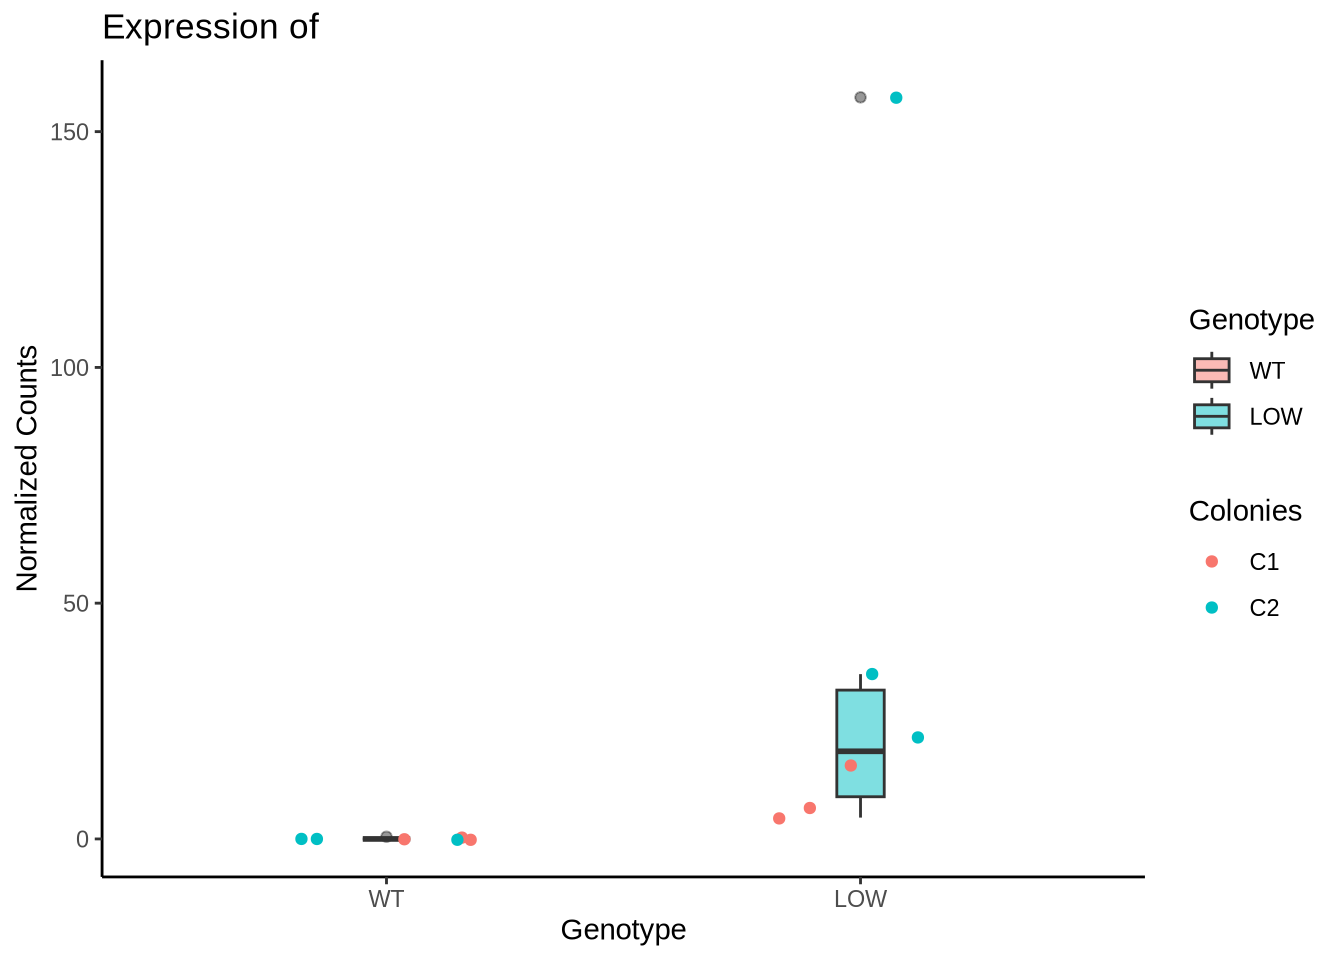 Expression of
150
100
50
0
Normalized Counts
WT
LOW
Genotype
Genotype
WT
LOW
Colonies
C1
C2